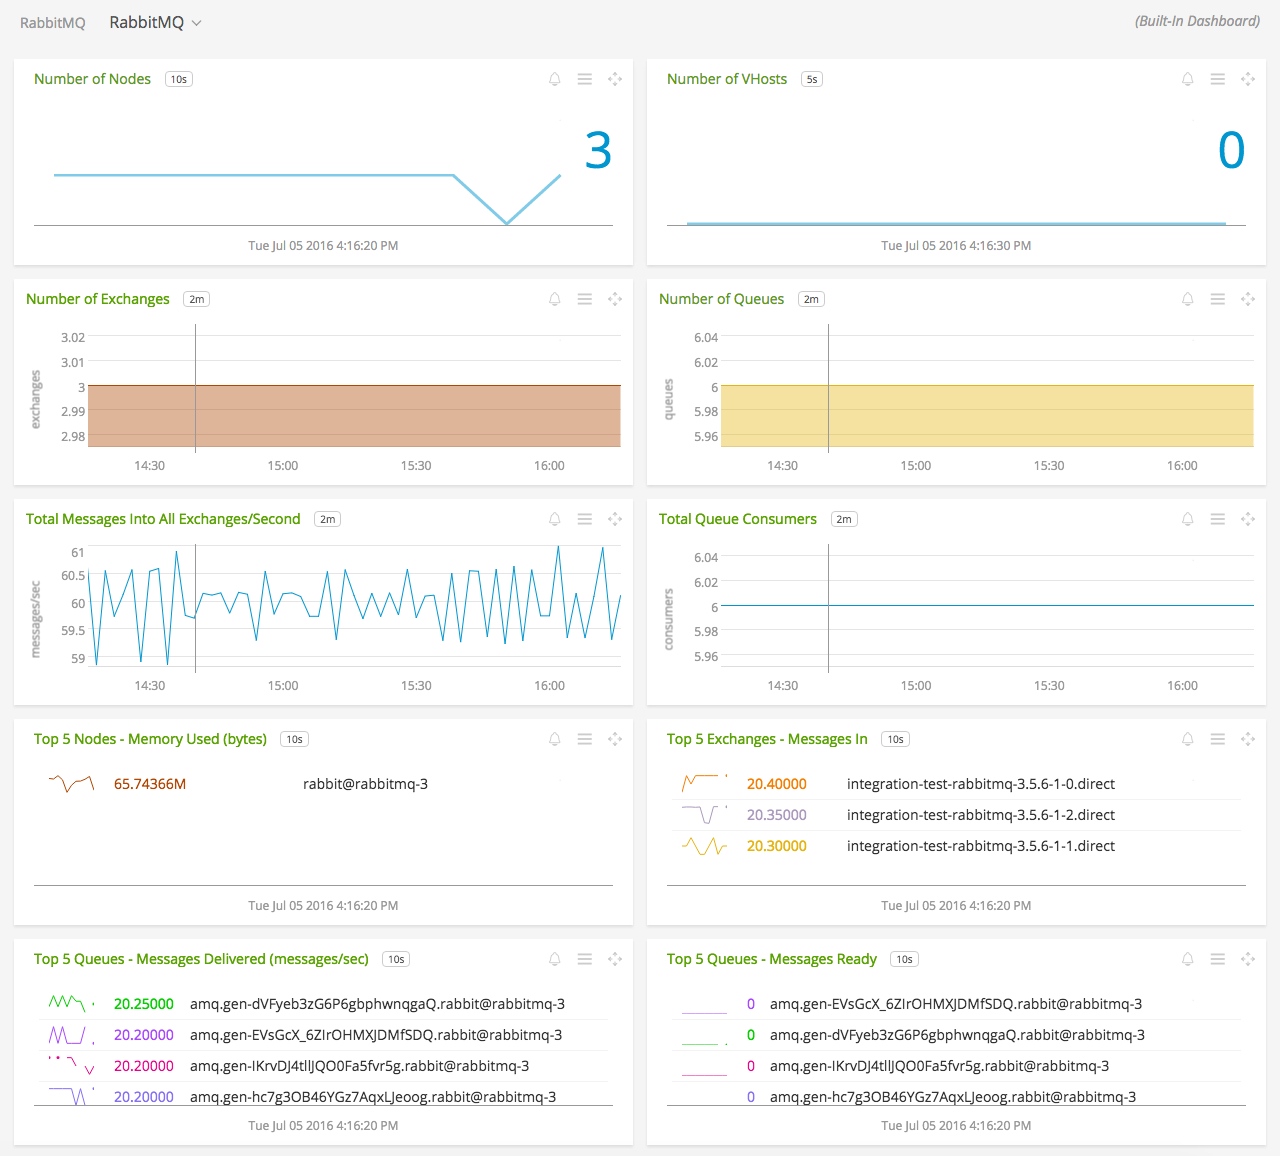 RabbitMQ RabbitMQ (Built-In Dashboard)
Number of Nodes 10s
3
Tue Jul 05 2016 4:16:20 PM
Number of VHosts 5s
0
Tue Jul 05 2016 4:16:30 PM
Number of Exchanges 2m
exchanges
3.02
3.01
3
2.99
2.98
14:30 15:00 15:30 16:00
Number of Queues 2m
queues
6.04
6.02
6
5.98
5.96
14:30 15:00 15:30 16:00
Total Messages Into All Exchanges/Second 2m
messages/sec
61
60.5
60
59.5
59
14:30 15:00 15:30 16:00
Total Queue Consumers 2m
consumers
6.04
6.02
6
5.98
5.96
14:30 15:00 15:30 16:00
Top 5 Nodes - Memory Used (bytes) 10s
65.74366M rabbit@rabbitmq-3
Tue Jul 05 2016 4:16:20 PM
Top 5 Exchanges - Messages In 10s
20.40000 integration-test-rabbitmq-3.5.6-1-0.direct
20.35000 integration-test-rabbitmq-3.5.6-1-2.direct
20.30000 integration-test-rabbitmq-3.5.6-1-1.direct
Tue Jul 05 2016 4:16:20 PM
Top 5 Queues - Messages Delivered (messages/sec) 10s
20.25000 amq.gen-dVFyeb3zG6P6gbphwnqgaQ.rabbit@rabbitmq-3
20.20000 amq.gen-EVsGcX_6ZIrOHMXJDMfSDQ.rabbit@rabbitmq-3
20.20000 amq.gen-IKrvDJ4tllJQO0Fa5fvr5g.rabbit@rabbitmq-3
20.20000 amq.gen-hc7g3OB46YGz7AqxLJeoog.rabbit@rabbitmq-3
Tue Jul 05 2016 4:16:20 PM
Top 5 Queues - Messages Ready 10s
0 amq.gen-EVsGcX_6ZIrOHMXJDMfSDQ.rabbit@rabbitmq-3
0 amq.gen-dVFyeb3zG6P6gbphwnqgaQ.rabbit@rabbitmq-3
0 amq.gen-IKrvDJ4tllJQO0Fa5fvr5g.rabbit@rabbitmq-3
0 amq.gen-hc7g3OB46YGz7AqxLJeoog.rabbit@rabbitmq-3
Tue Jul 05 2016 4:16:20 PM